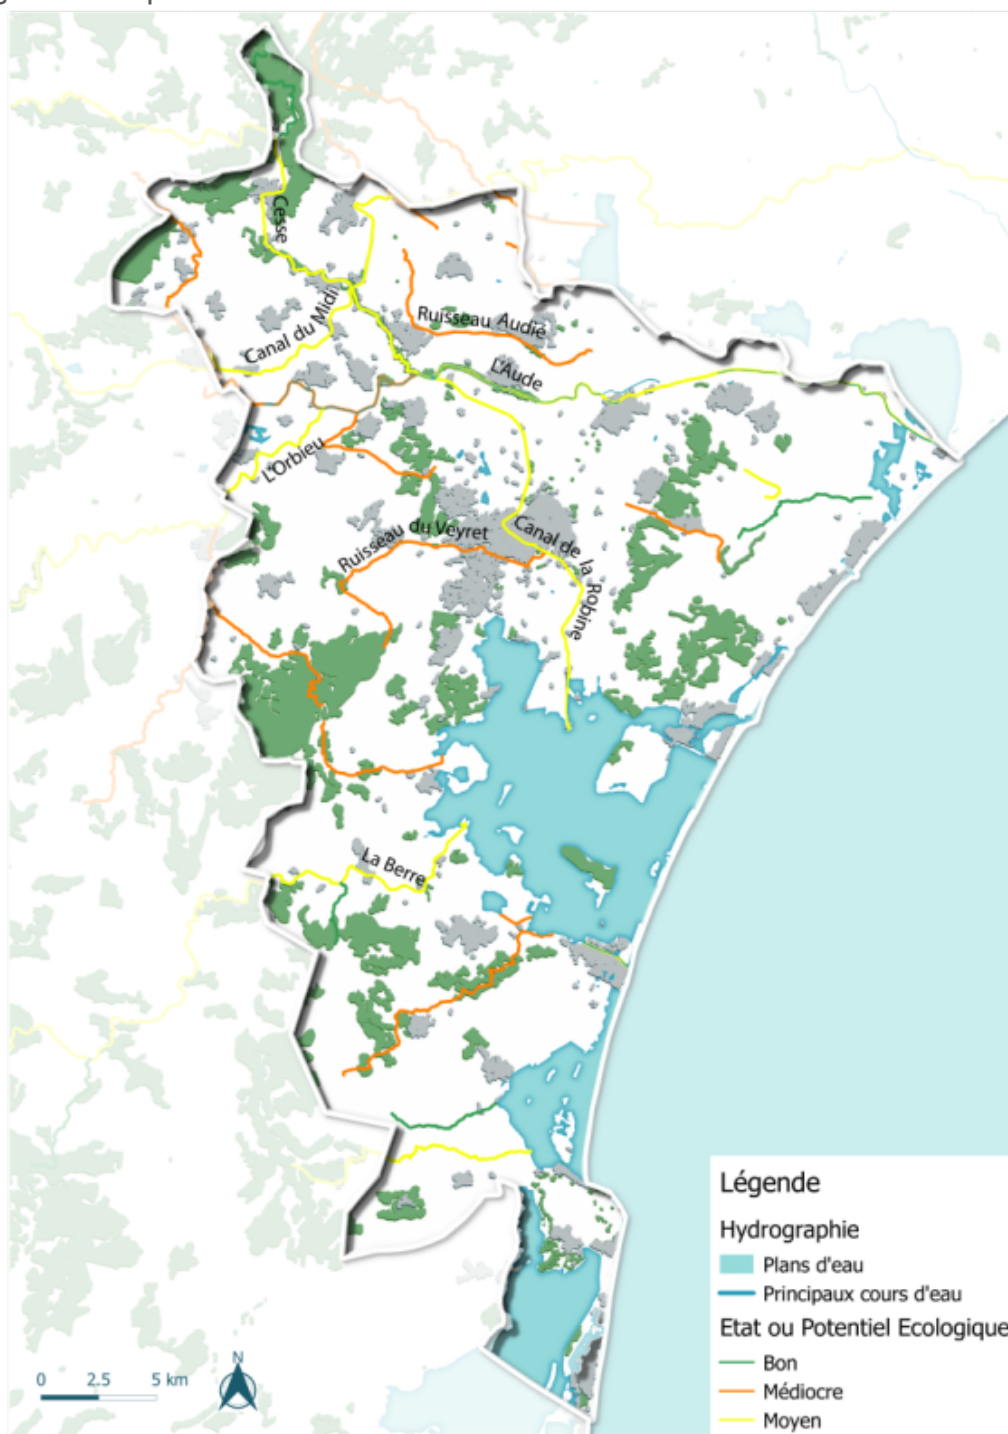 Cesse
Canal du Midi
Ruisseau Audié
L'Aude
L'Orbieu
Ruisseau du Veyret
Canal de la Robine
La Berre
Légende
Hydrographie
Plans d'eau
Principaux cours d'eau
Etat ou Potentiel Ecologique
Bon
Médiocre
Moyen
N
0 2.5 5 km